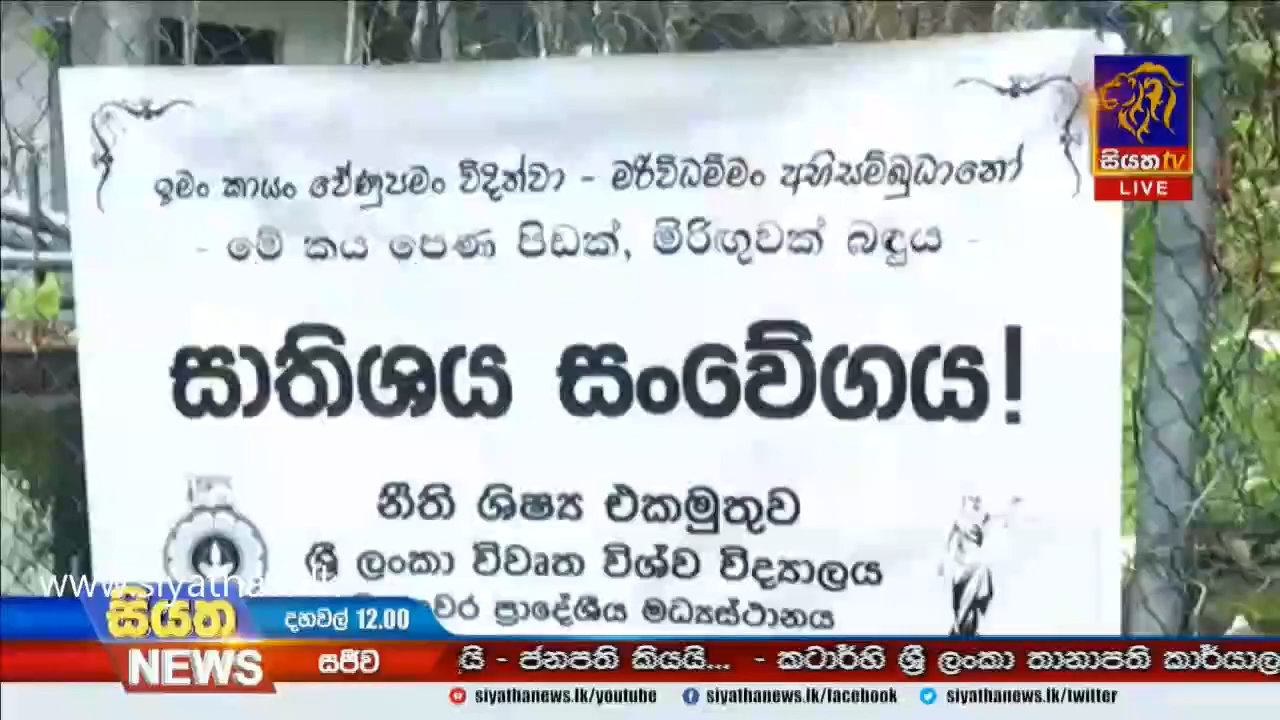 ඉමං කායං ඵේණුපමං විදිත්වා - මරීචිධම්මං අභිසම්බුධානෝ
- මේ කය පෙණ පිඩක්, මිරිඟුවක් බඳුය -
සියත tv
LIVE
සාතිශය සංවේගය!
නීති ශිෂ්‍ය එකමුතුව
ශ්‍රී ලංකා විවෘත විශ්ව විද්‍යාලය
ප්‍රාදේශීය මධ්‍යස්ථානය
සියත දහවල් 12.00
NEWS සජීව යි - ජනපති කියයි... - කටාර්හි ශ්‍රී ලංකා තානාපති කාර්යාල
siyathanews.lk/youtube siyathanews.lk/facebook siyathanews.lk/twitter